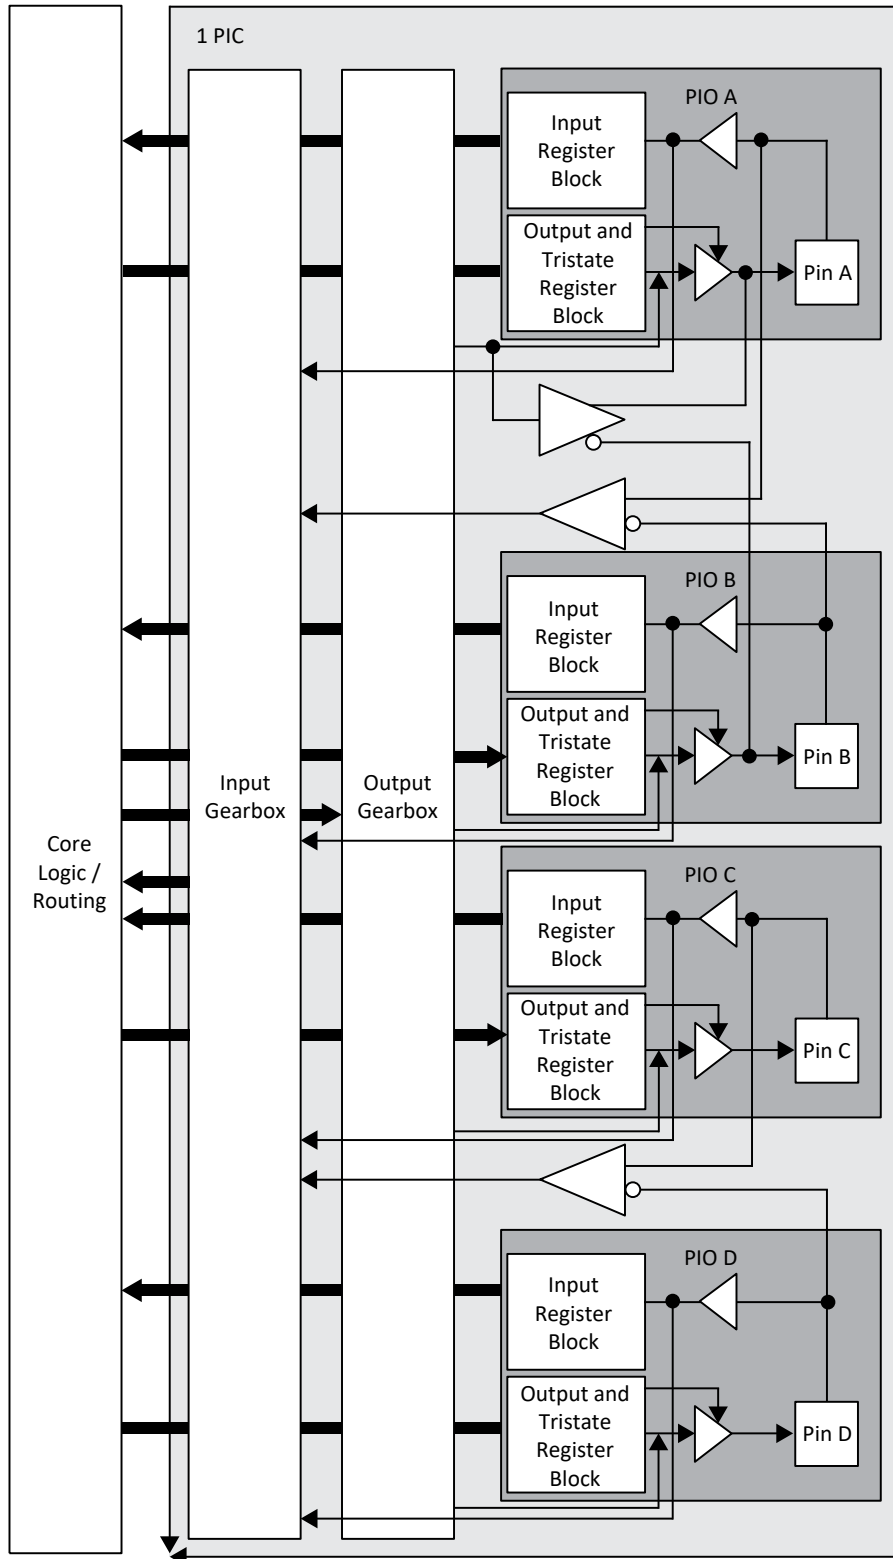 1 PIC
PIO A
Input
Register
Block
Output and
Tristate
Register
Block
Pin A
PIO B
Input
Register
Block
Output and
Tristate
Register
Block
Pin B
Input
Gearbox
Output
Gearbox
Core
Logic /
Routing
PIO C
Input
Register
Block
Output and
Tristate
Register
Block
Pin C
PIO D
Input
Register
Block
Output and
Tristate
Register
Block
Pin D